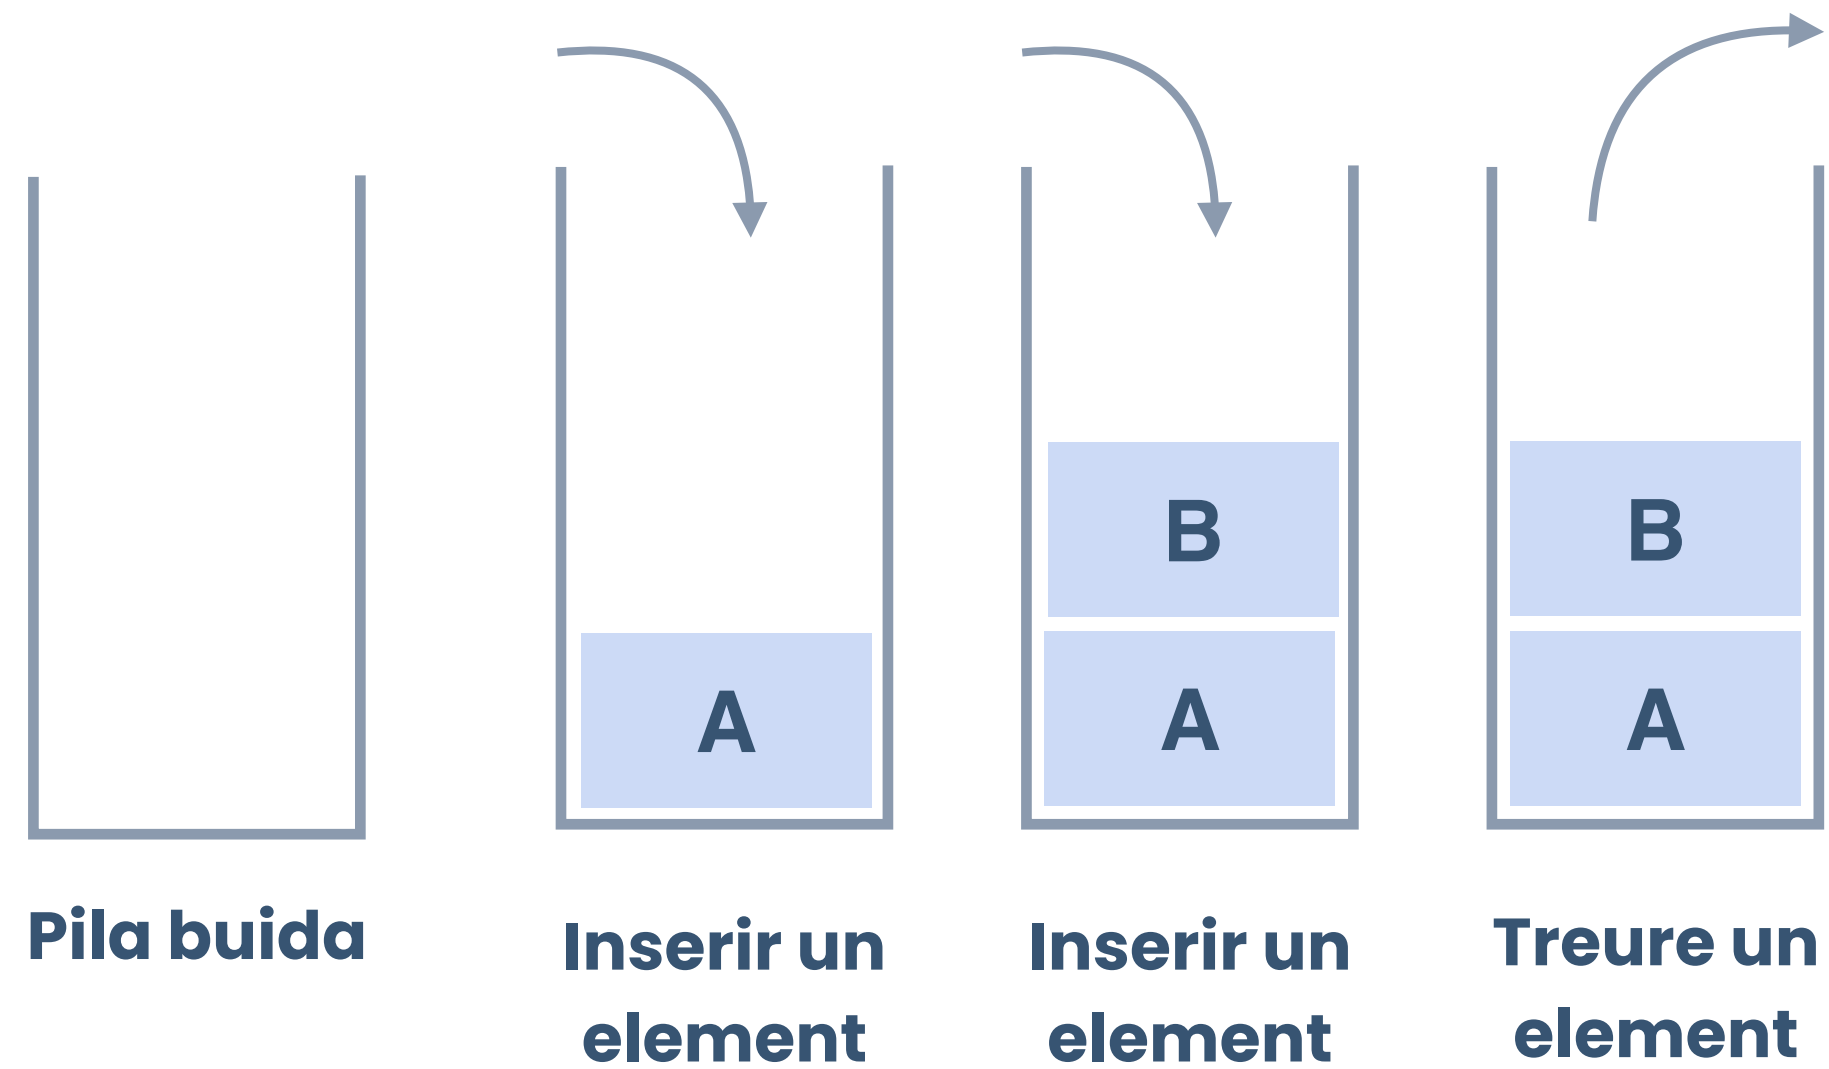 A
B
A
B
A
Pila buida
Inserir un
element
Inserir un
element
Treure un
element